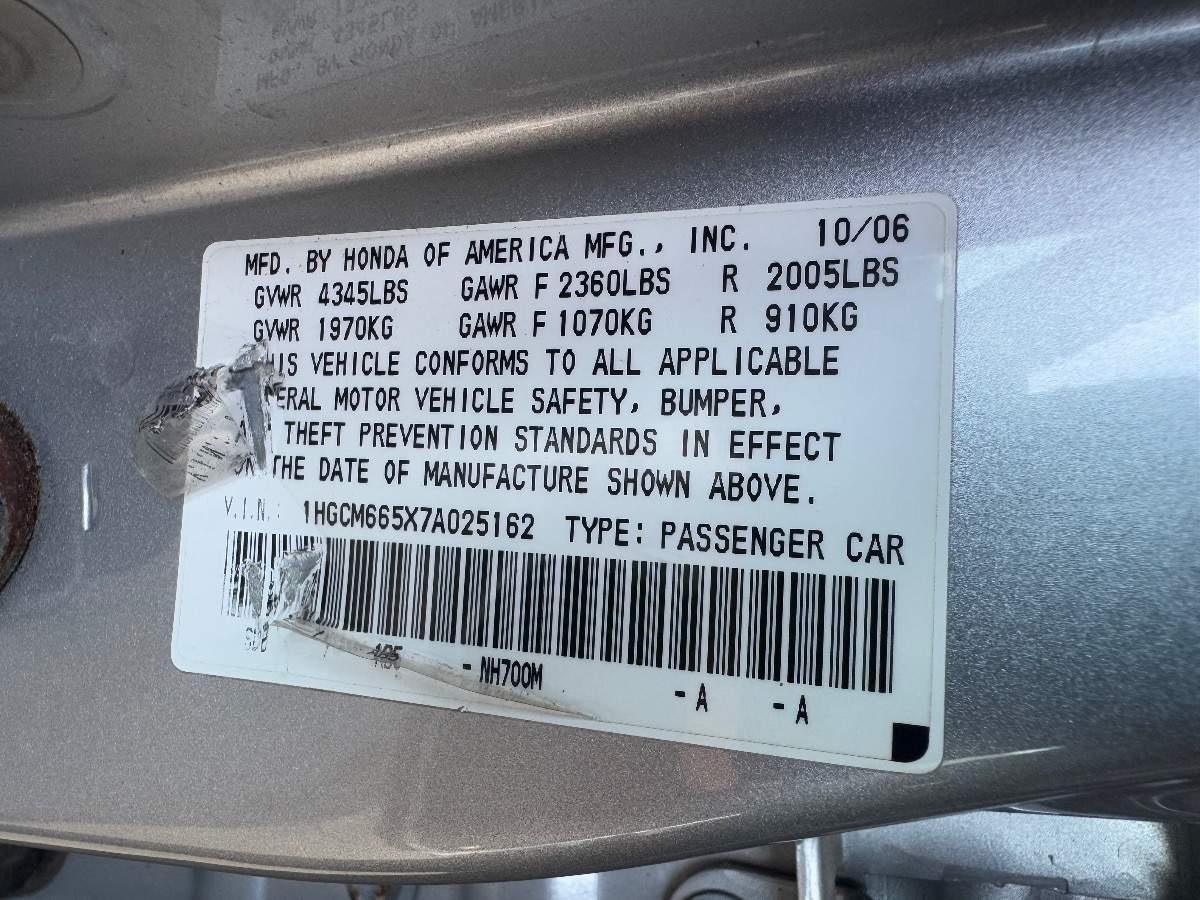 MFD. BY HONDA OF AMERICA MFG., INC. 10/06
GVWR 4345LBS GAWR F 2360LBS R 2005LBS
GVWR 1970KG GAWR F 1070KG R 910KG
IS VEHICLE CONFORMS TO ALL APPLICABLE
ERAL MOTOR VEHICLE SAFETY, BUMPER,
THEFT PREVENTION STANDARDS IN EFFECT
THE DATE OF MANUFACTURE SHOWN ABOVE.
V.I.N.: 1HGCM665X7A025162 TYPE: PASSENGER CAR
SDB - NH700M - A - A